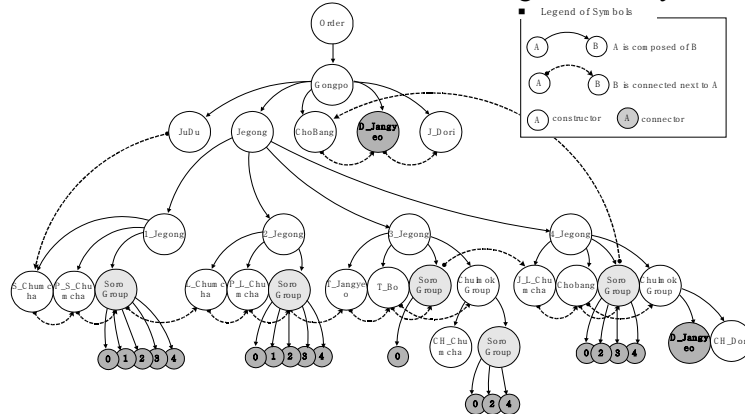 ■ Legend of Symbols
A B A is composed of B
A B B is connected next to A
A constructor A connector
Order
Gongpo
JuDu Jegong ChoBang D_Jangy
eo J_Dori
1_Jegong 2_Jegong 3_Jegong 4_Jegong
S_Chumc
ha P_S_Chu
mcha Soro
Group L_Chumc
ha P_L_Chu
mcha Soro
Group T_Jangye
o T_Bo Soro
Group Chulmok
Group J_L_Chu
mcha Chobang Soro
Group Chulmok
Group
0 1 2 3 4 0 1 2 3 4 0 CH_Chu
mcha Soro
Group 0 2 3 4 D_Jangy
eo CH_Dori
0 2 4